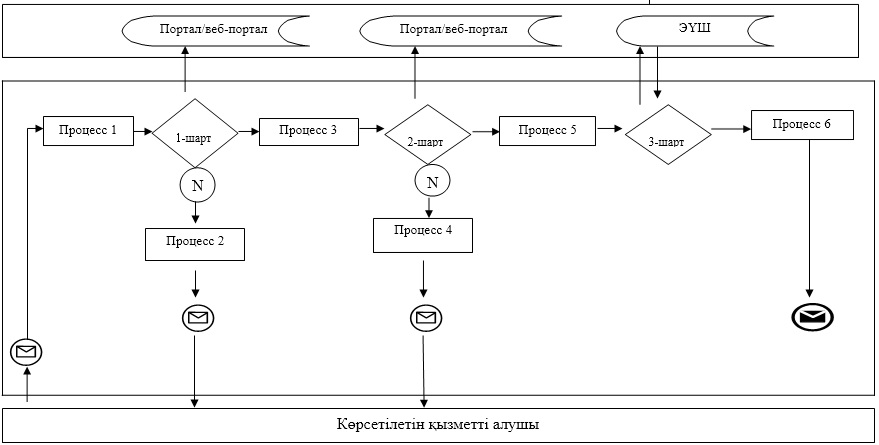 Портал/веб-портал
Портал/веб-портал
ЭҮШ
Процесс 1
1-шарт
Процесс 3
2-шарт
Процесс 5
3-шарт
Процесс 6
N
N
Процесс 2
Процесс 4
Көрсетілетін қызметті алушы